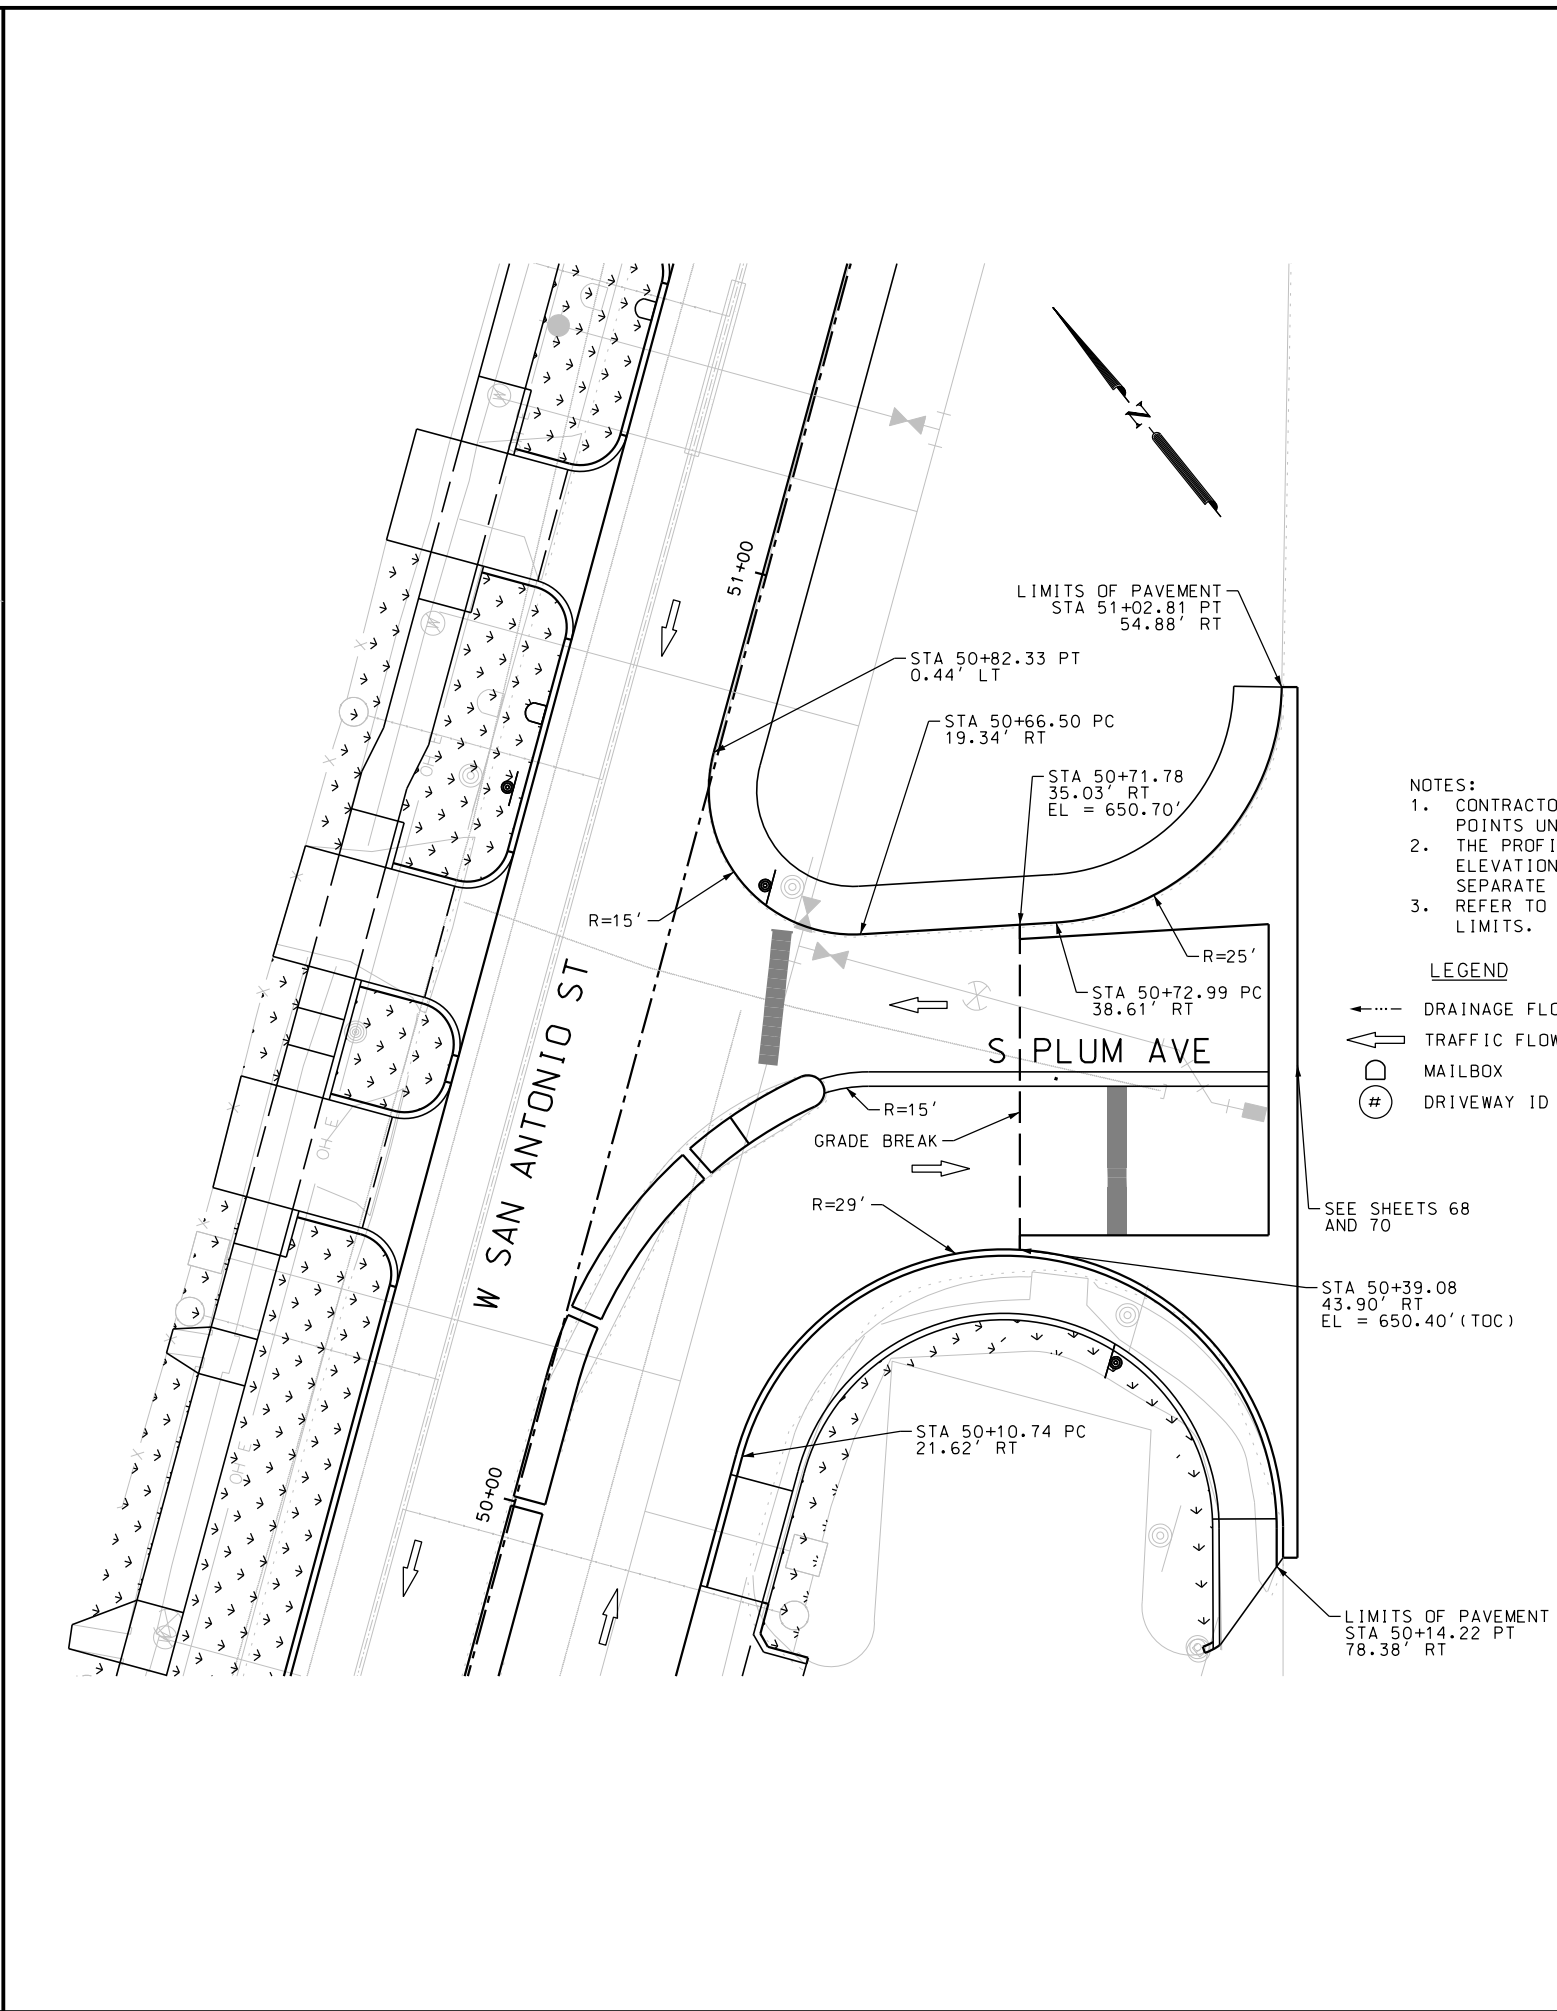 N
51+00
LIMITS OF PAVEMENT
STA 51+02.81 PT
54.88' RT
STA 50+82.33 PT
0.44' LT
STA 50+66.50 PC
19.34' RT
STA 50+71.78
35.03' RT
EL = 650.70'
NOTES:
1. CONTRACTO
POINTS UN
2. THE PROFI
ELEVATION
SEPARATE
3. REFER TO
LIMITS.
R=15'
R=25'
STA 50+72.99 PC
38.61' RT
LEGEND
DRAINAGE FLO
TRAFFIC FLOW
MAILBOX
# DRIVEWAY ID
S PLUM AVE
W SAN ANTONIO ST
R=15'
GRADE BREAK
R=29'
SEE SHEETS 68
AND 70
STA 50+39.08
43.90' RT
EL = 650.40'(TOC)
STA 50+10.74 PC
21.62' RT
50+00
LIMITS OF PAVEMENT
STA 50+14.22 PT
78.38' RT
OH E
OH E
OH E
W
W
W